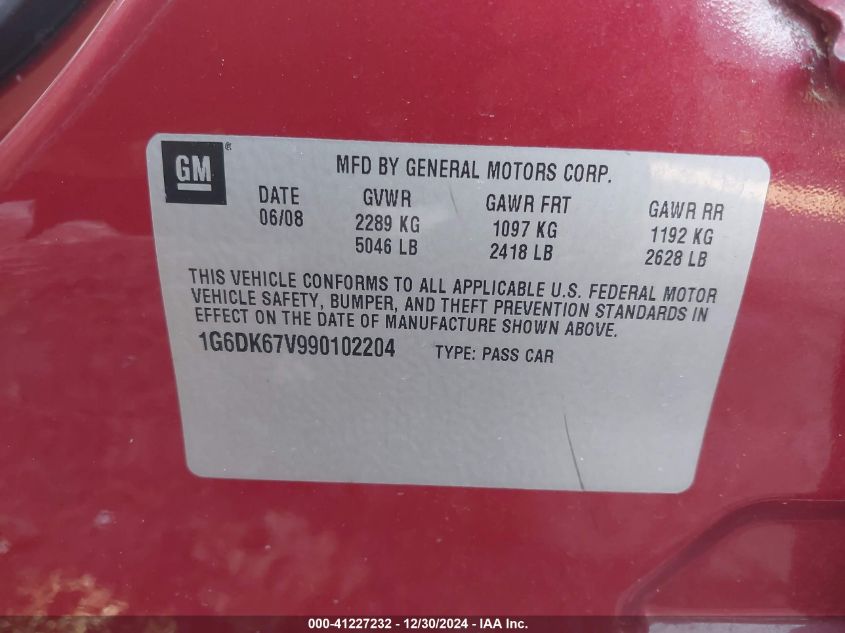 GM®
MFD BY GENERAL MOTORS CORP.
DATE GVWR GAWR FRT GAWR RR
06/08 2289 KG 1097 KG 1192 KG
5046 LB 2418 LB 2628 LB
THIS VEHICLE CONFORMS TO ALL APPLICABLE U.S. FEDERAL MOTOR
VEHICLE SAFETY, BUMPER, AND THEFT PREVENTION STANDARDS IN
EFFECT ON THE DATE OF MANUFACTURE SHOWN ABOVE.
1G6DK67V990102204 TYPE: PASS CAR
000-41227232 - 12/30/2024 - IAA Inc.